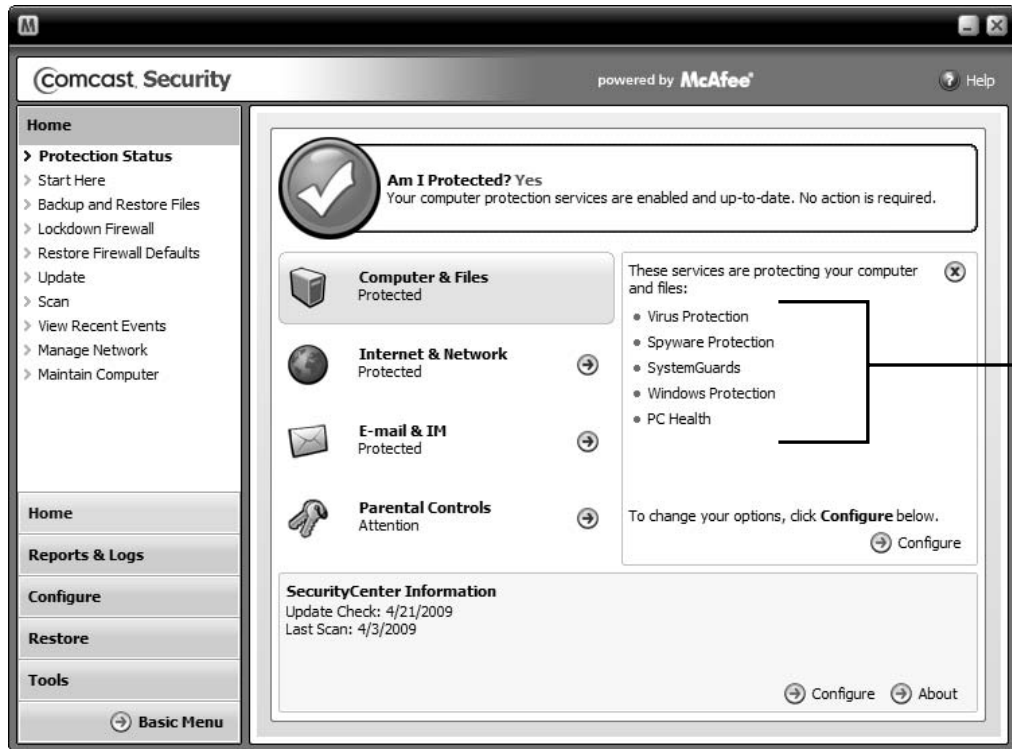 M
Comcast. Security
powered by McAfee®
? Help
Home
> Protection Status
> Start Here
> Backup and Restore Files
> Lockdown Firewall
> Restore Firewall Defaults
> Update
> Scan
> View Recent Events
> Manage Network
> Maintain Computer
Home
Reports & Logs
Configure
Restore
Tools
Basic Menu
Am I Protected? Yes
Your computer protection services are enabled and up-to-date. No action is required.
Computer & Files
Protected
Internet & Network
Protected
E-mail & IM
Protected
Parental Controls
Attention
These services are protecting your computer
and files:
• Virus Protection
• Spyware Protection
• SystemGuards
• Windows Protection
• PC Health
To change your options, click Configure below.
Configure
SecurityCenter Information
Update Check: 4/21/2009
Last Scan: 4/3/2009
Configure
About